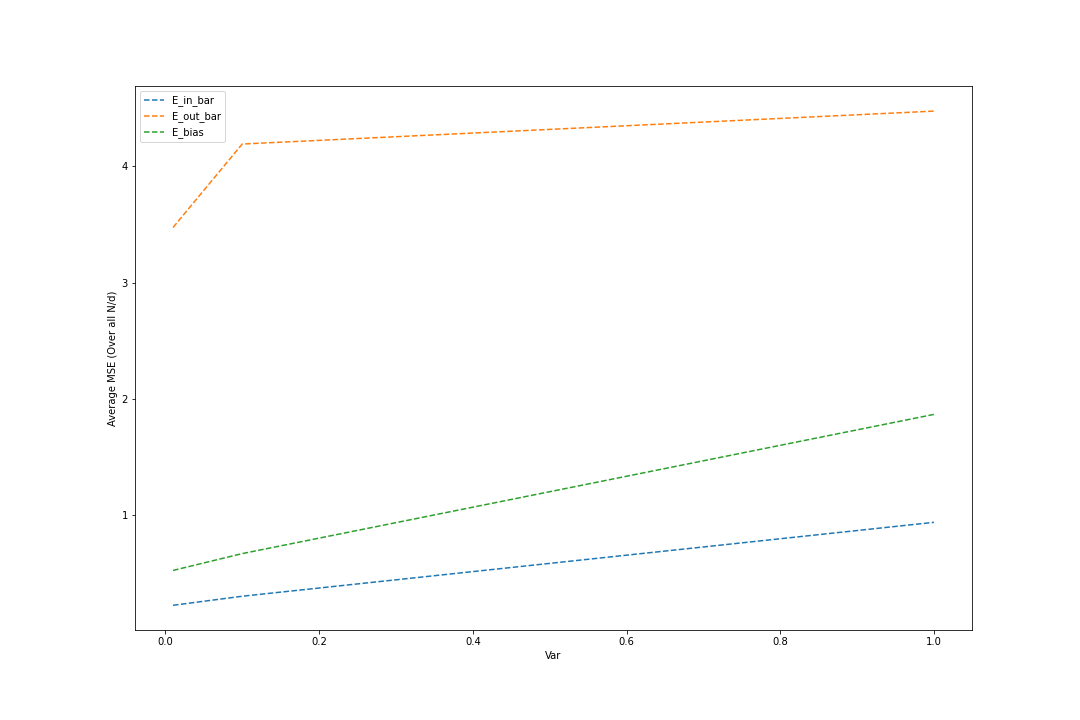 E_in_bar
E_out_bar
E_bias
4
3
2
1
Average MSE (Over all N/d)
0.0 0.2 0.4 0.6 0.8 1.0
Var